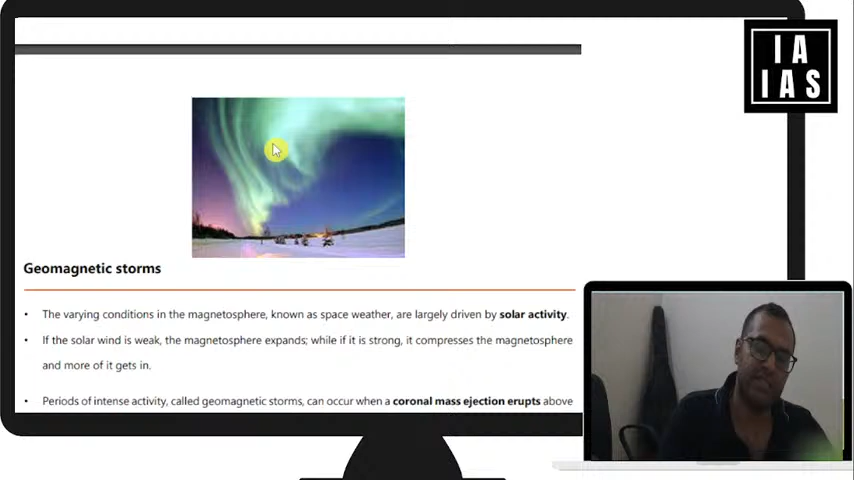 IA
IAS
Geomagnetic storms
• The varying conditions in the magnetosphere, known as space weather, are largely driven by solar activity.
• If the solar wind is weak, the magnetosphere expands; while if it is strong, it compresses the magnetosphere
and more of it gets in.
• Periods of intense activity, called geomagnetic storms, can occur when a coronal mass ejection erupts above